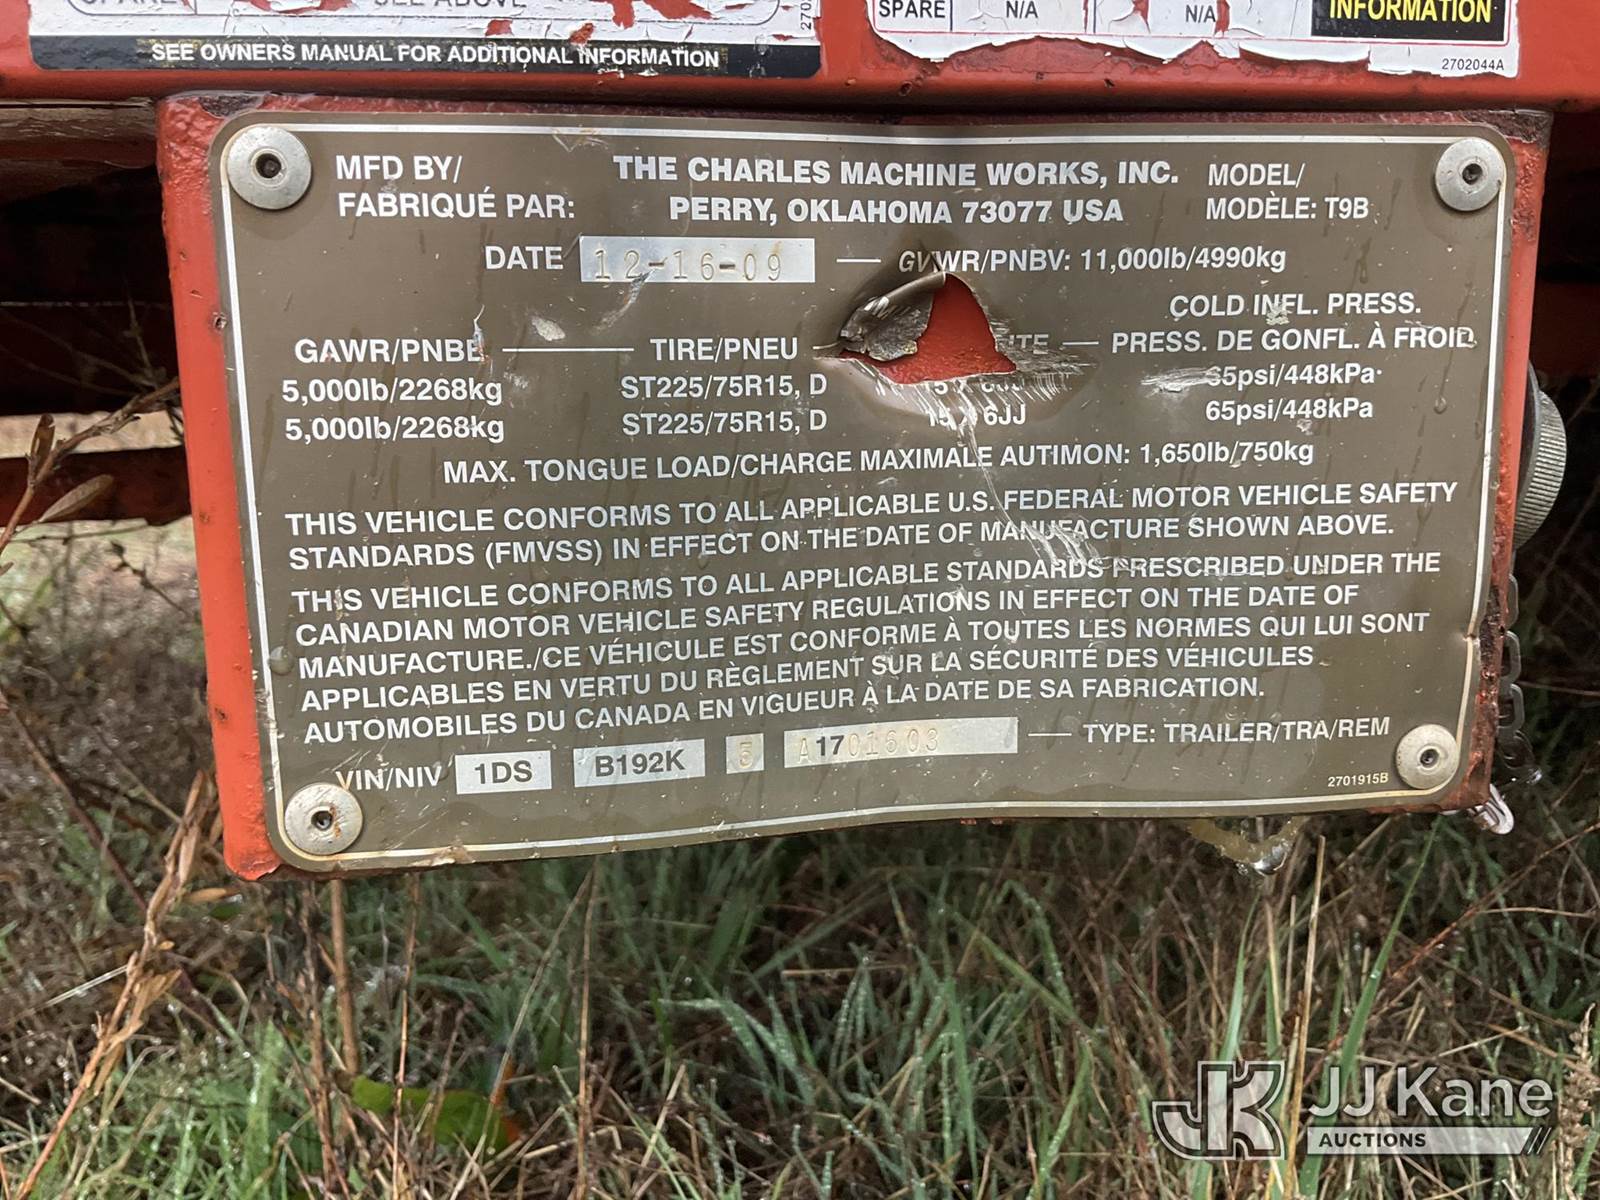 SPARE SEE ABOVE
SEE OWNERS MANUAL FOR ADDITIONAL INFORMATION
SPARE N/A N/A INFORMATION
2702044A
MFD BY/ THE CHARLES MACHINE WORKS, INC. MODEL/
FABRIQUÉ PAR: PERRY, OKLAHOMA 73077 USA MODÈLE: T9B
DATE 12-16-09 — GVWR/PNBV: 11,000lb/4990kg
COLD INFL. PRESS.
GAWR/PNBE — TIRE/PNEU — — PRESS. DE GONFL. À FROID
5,000lb/2268kg ST225/75R15, D 65psi/448kPa
5,000lb/2268kg ST225/75R15, D 15 X 6JJ 65psi/448kPa
MAX. TONGUE LOAD/CHARGE MAXIMALE AUTIMON: 1,650lb/750kg
THIS VEHICLE CONFORMS TO ALL APPLICABLE U.S. FEDERAL MOTOR VEHICLE SAFETY
STANDARDS (FMVSS) IN EFFECT ON THE DATE OF MANUFACTURE SHOWN ABOVE.
THIS VEHICLE CONFORMS TO ALL APPLICABLE STANDARDS PRESCRIBED UNDER THE
CANADIAN MOTOR VEHICLE SAFETY REGULATIONS IN EFFECT ON THE DATE OF
MANUFACTURE./CE VÉHICULE EST CONFORME À TOUTES LES NORMES QUI LUI SONT
APPLICABLES EN VERTU DU RÈGLEMENT SUR LA SÉCURITÉ DES VÉHICULES
AUTOMOBILES DU CANADA EN VIGUEUR À LA DATE DE SA FABRICATION.
VIN/NIV 1DS B192K A1701603 — TYPE: TRAILER/TRA/REM
2701915B
JJ Kane
AUCTIONS